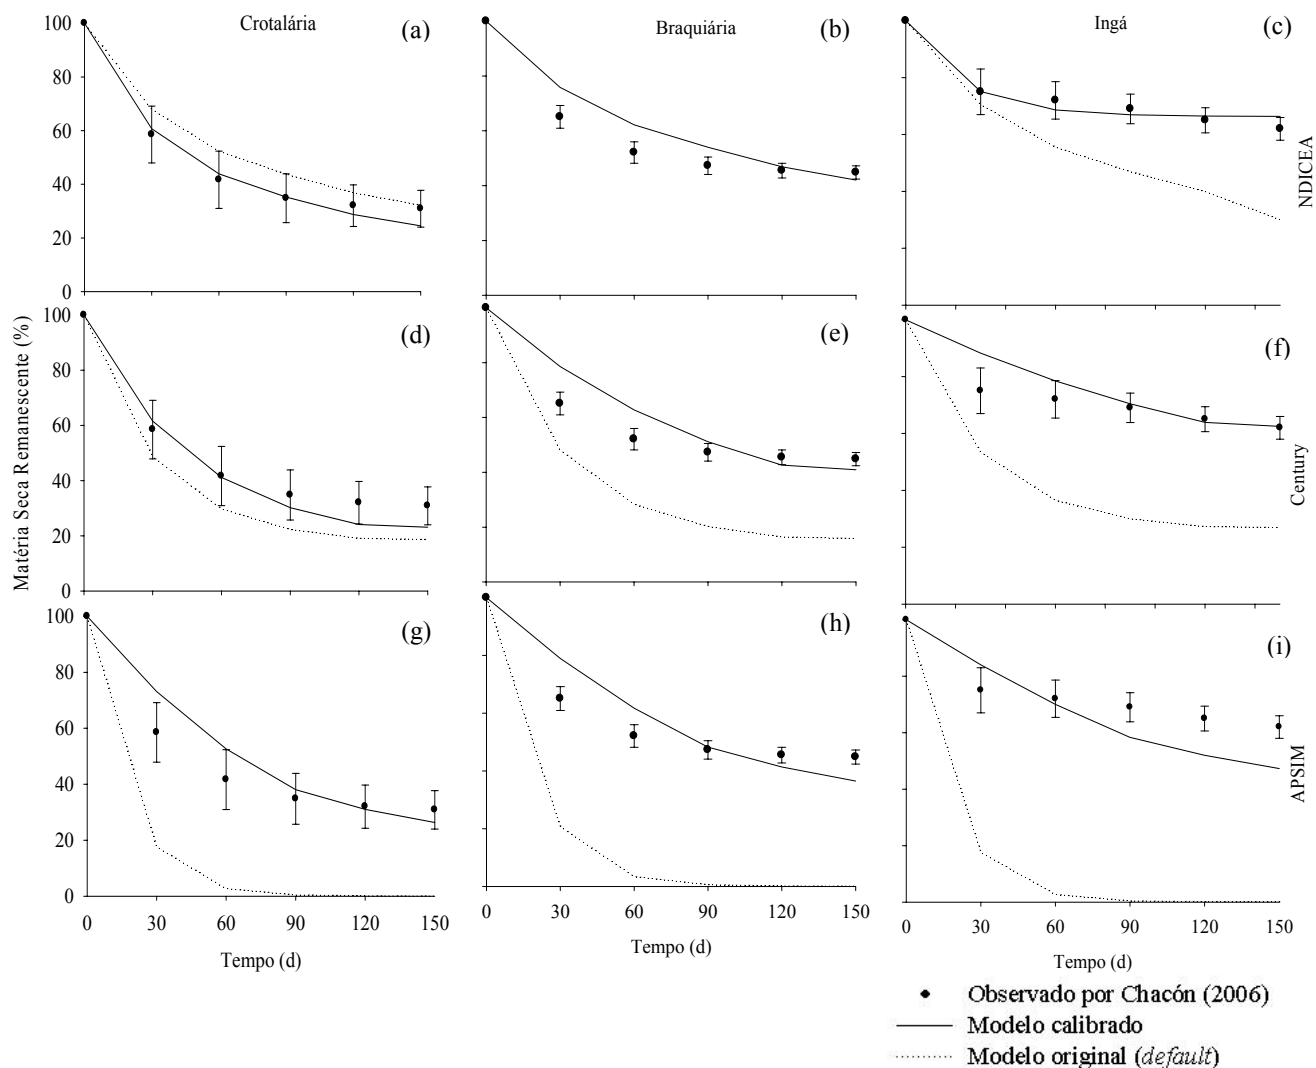 Crotalária
(a)
Braquiária
(b)
Ingá
(c)
100
80
60
40
20
0
NDICEA
Matéria Seca Remanescente (%)
(d)
(e)
(f)
100
80
60
40
20
0
Century
(g)
(h)
(i)
100
80
60
40
20
0
APSIM
0 30 60 90 120 150
0 30 60 90 120 150
0 30 60 90 120 150
Tempo (d)
Tempo (d)
Tempo (d)
Observado por Chacón (2006)
Modelo calibrado
Modelo original (default)